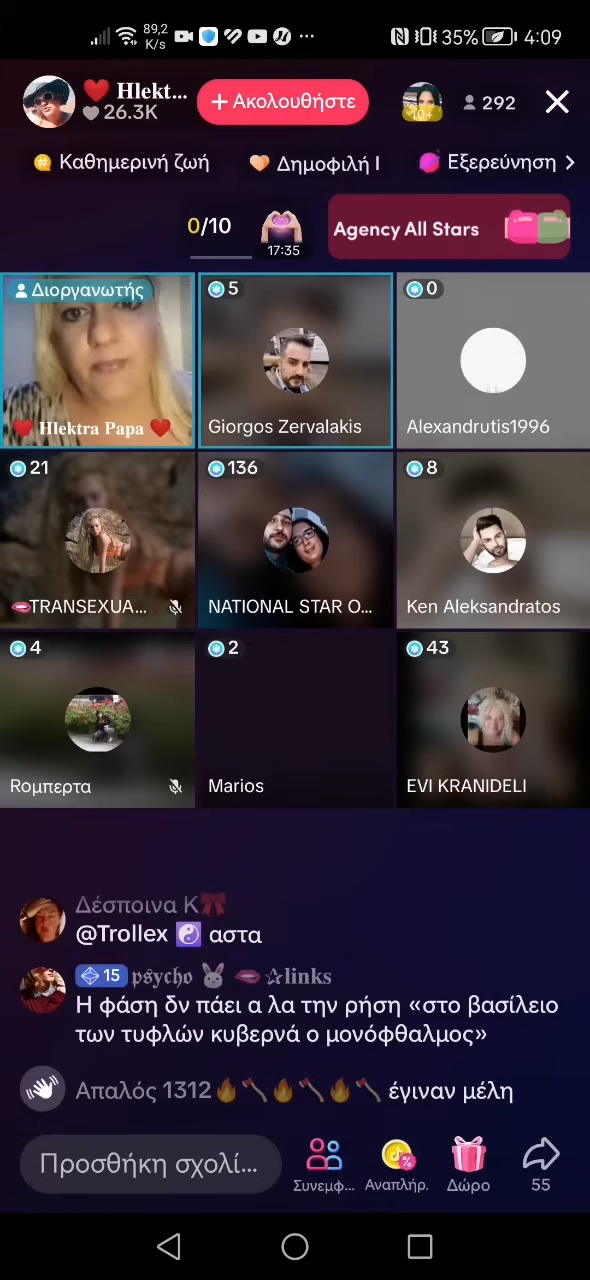 89,2
K/s
35%
4:09
Hlekt...
26.3K
+ Ακολουθήστε
10+
292
Καθημερινή ζωή
Δημοφιλή l
Εξερεύνηση
0/10
17:35
Agency All Stars
Διοργανωτής
Hlektra Papa
5
Giorgos Zervalakis
0
Alexandrutis1996
21
TRANSEXUA...
136
NATIONAL STAR O...
8
Ken Aleksandratos
4
Roμπερτα
2
Marios
43
EVI KRANIDELI
Δέσποινα Κ
@Trollex ☯ αστα
15 𝖕𝖘𝖞𝖈𝖍𝖔 ✰links
Η φάση δν πάει α λα την ρήση «στο βασίλειο
των τυφλών κυβερνά ο μονόφθαλμος»
Απαλός 1312🔥🪓🔥🪓🔥🪓 έγιναν μέλη
Προσθήκη σχολί...
Συνεμφ...
Αναπλήρ.
Δώρο
55